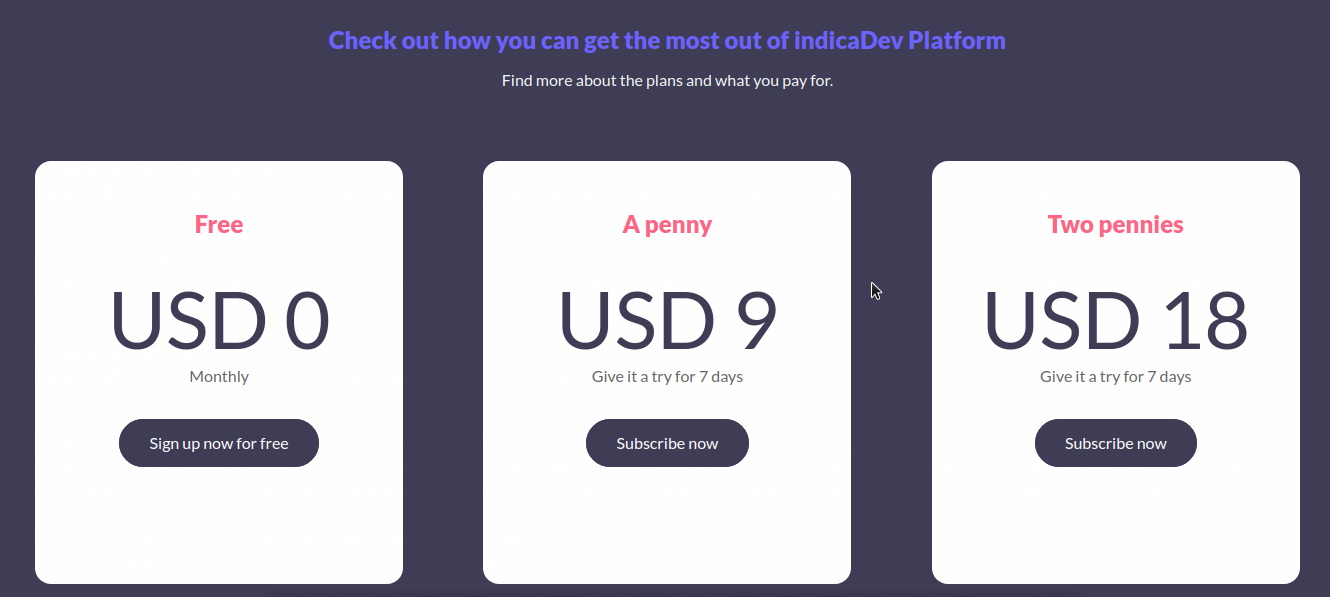 Check out how you can get the most out of indicaDev Platform
Find more about the plans and what you pay for.
Free
USD 0
Monthly
Sign up now for free
A penny
USD 9
Give it a try for 7 days
Subscribe now
Two pennies
USD 18
Give it a try for 7 days
Subscribe now